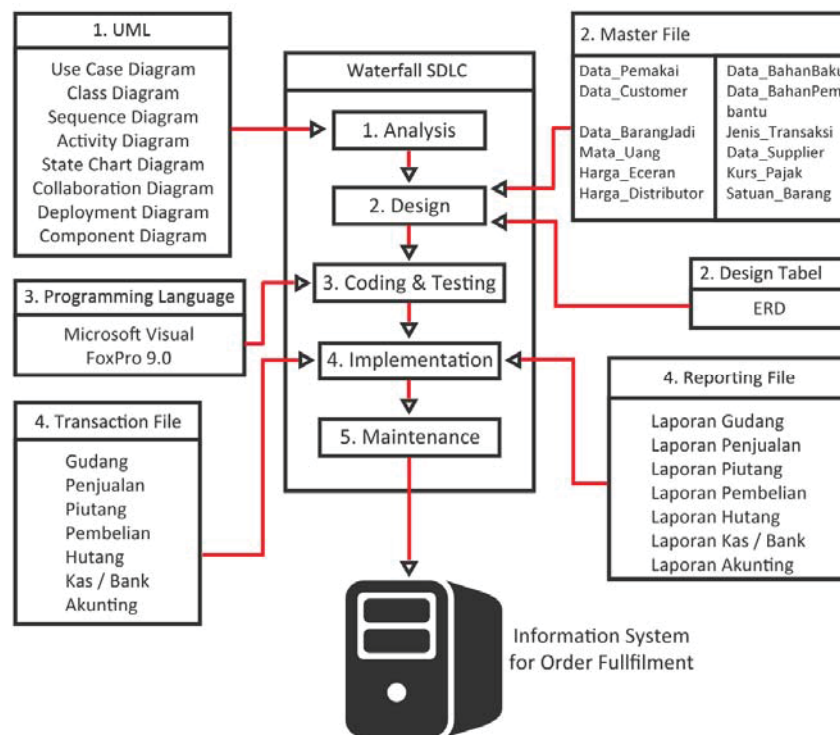 1. UML
Use Case Diagram
Class Diagram
Sequence Diagram
Activity Diagram
State Chart Diagram
Collaboration Diagram
Deployment Diagram
Component Diagram
Waterfall SDLC
1. Analysis
2. Design
3. Coding & Testing
4. Implementation
5. Maintenance
2. Master File
Data_Pemakai
Data_Customer
Data_BarangJadi
Mata_Uang
Harga_Eceran
Harga_Distributor
Data_BahanBaku
Data_BahanPem
bantu
Jenis_Transaksi
Data_Supplier
Kurs_Pajak
Satuan_Barang
2. Design Tabel
ERD
3. Programming Language
Microsoft Visual
FoxPro 9.0
4. Transaction File
Gudang
Penjualan
Piutang
Pembelian
Hutang
Kas / Bank
Akunting
4. Reporting File
Laporan Gudang
Laporan Penjualan
Laporan Piutang
Laporan Pembelian
Laporan Hutang
Laporan Kas / Bank
Laporan Akunting
Information System
for Order Fullfilment